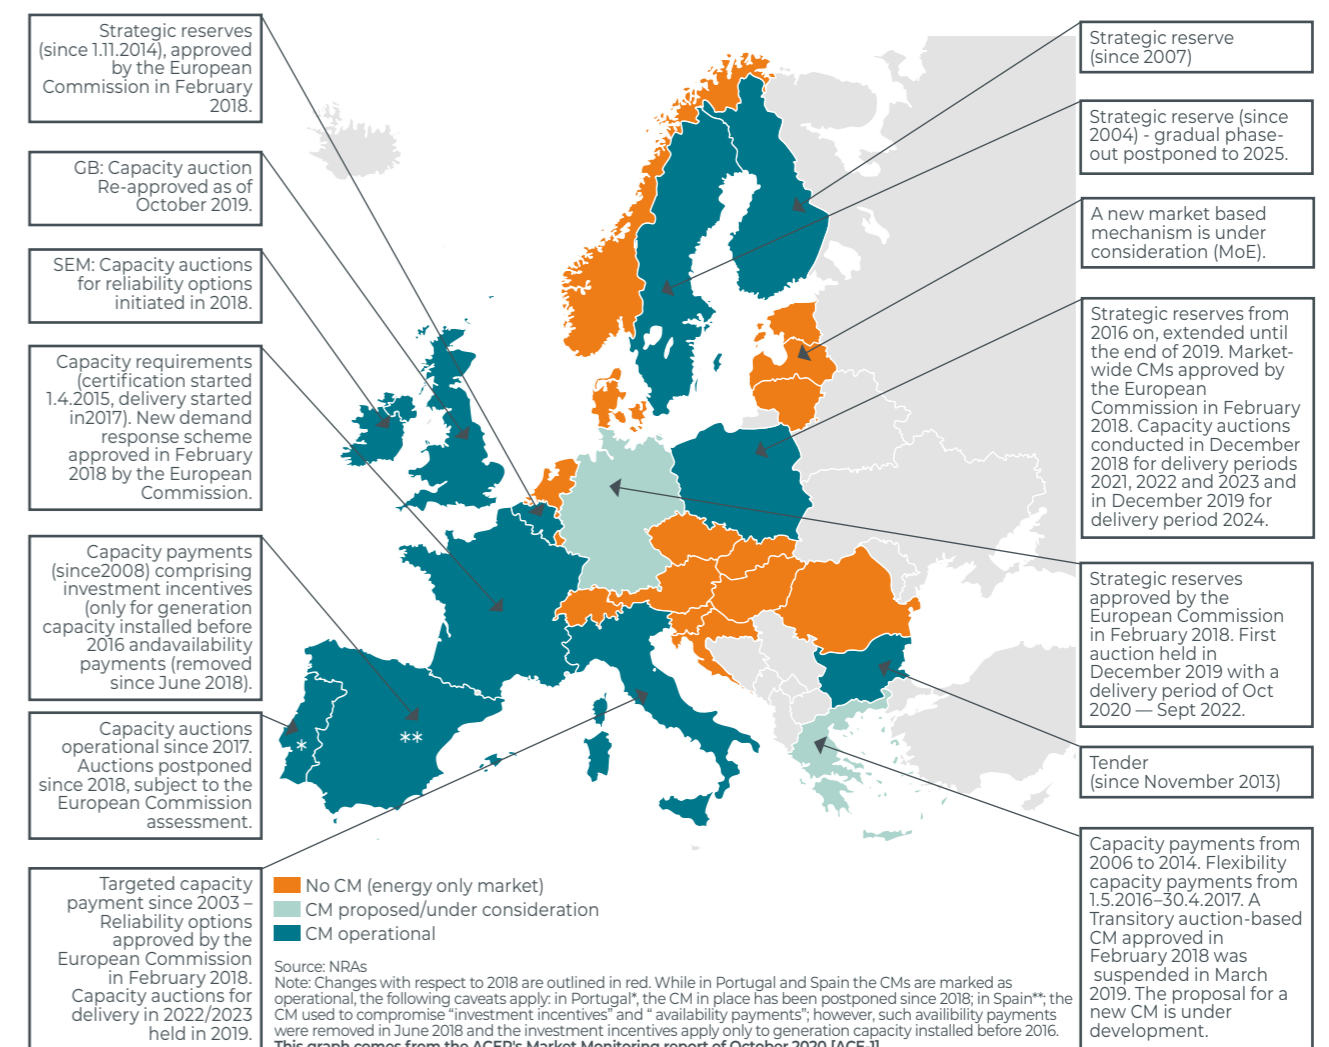 Strategic reserves
(since 1.11.2014), approved
by the European
Commission in February
2018.
GB: Capacity auction
Re-approved as of
October 2019.
SEM: Capacity auctions
for reliability options
initiated in 2018.
Capacity requirements
(certification started
1.4.2015, delivery started
in2017). New demand
response scheme
approved in February
2018 by the European
Commission.
Capacity payments
(since2008) comprising
investment incentives
(only for generation
capacity installed before
2016 andavailability
payments (removed
since June 2018).
Capacity auctions
operational since 2017.
Auctions postponed
since 2018, subject to the
European Commission
assessment.
Targeted capacity
payment since 2003 –
Reliability options
approved by the
European Commission
in February 2018.
Capacity auctions for
delivery in 2022/2023
held in 2019.
*
**
Strategic reserve
(since 2007)
Strategic reserve (since
2004) - gradual phase-
out postponed to 2025.
A new market based
mechanism is under
consideration (MoE).
Strategic reserves from
2016 on, extended until
the end of 2019. Market-
wide CMs approved by
the European
Commission in February
2018. Capacity auctions
conducted in December
2018 for delivery periods
2021, 2022 and 2023 and
in December 2019 for
delivery period 2024.
Strategic reserves
approved by the
European Commission
in February 2018. First
auction held in
December 2019 with a
delivery period of Oct
2020 — Sept 2022.
Tender
(since November 2013)
Capacity payments from
2006 to 2014. Flexibility
capacity payments from
1.5.2016–30.4.2017. A
Transitory auction-based
CM approved in
February 2018 was
suspended in March
2019. The proposal for a
new CM is under
development.
No CM (energy only market)
CM proposed/under consideration
CM operational
Source: NRAs
Note: Changes with respect to 2018 are outlined in red. While in Portugal and Spain the CMs are marked as
operational, the following caveats apply: in Portugal*, the CM in place has been postponed since 2018; in Spain**; the
CM used to compromise “investment incentives” and “ availability payments”; however, such availibility payments
were removed in June 2018 and the investment incentives apply only to generation capacity installed before 2016.
This graph comes from the ACER's Market Monitoring report of October 2020 [ACE-1]